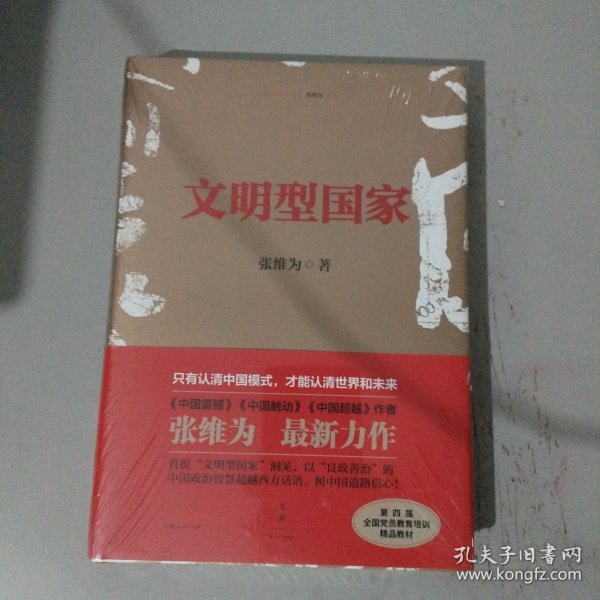 张维为
文明型国家
张维为◎著
只有认清中国模式，才能认清世界和未来
《中国震撼》《中国触动》《中国超越》作者
张维为 最新力作
首提“文明型国家”洞见，以“良政善治”的
中国政治智慧超越西方话语，树中国道路信心！
第四届
全国党员教育培训
精品教材
孔夫子旧书网
www.kongfz.com